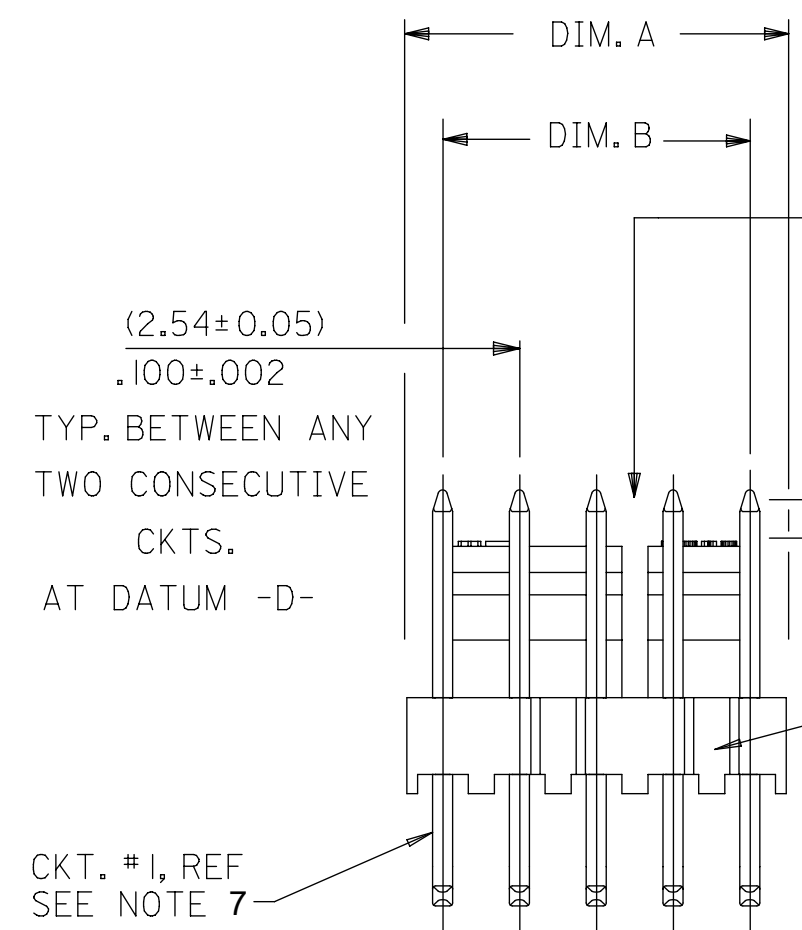 DIM. A
DIM. B
(2.54±0.05)
.100±.002
TYP. BETWEEN ANY
TWO CONSECUTIVE
CKTS.
AT DATUM -D-
CKT. #1, REF
SEE NOTE 7